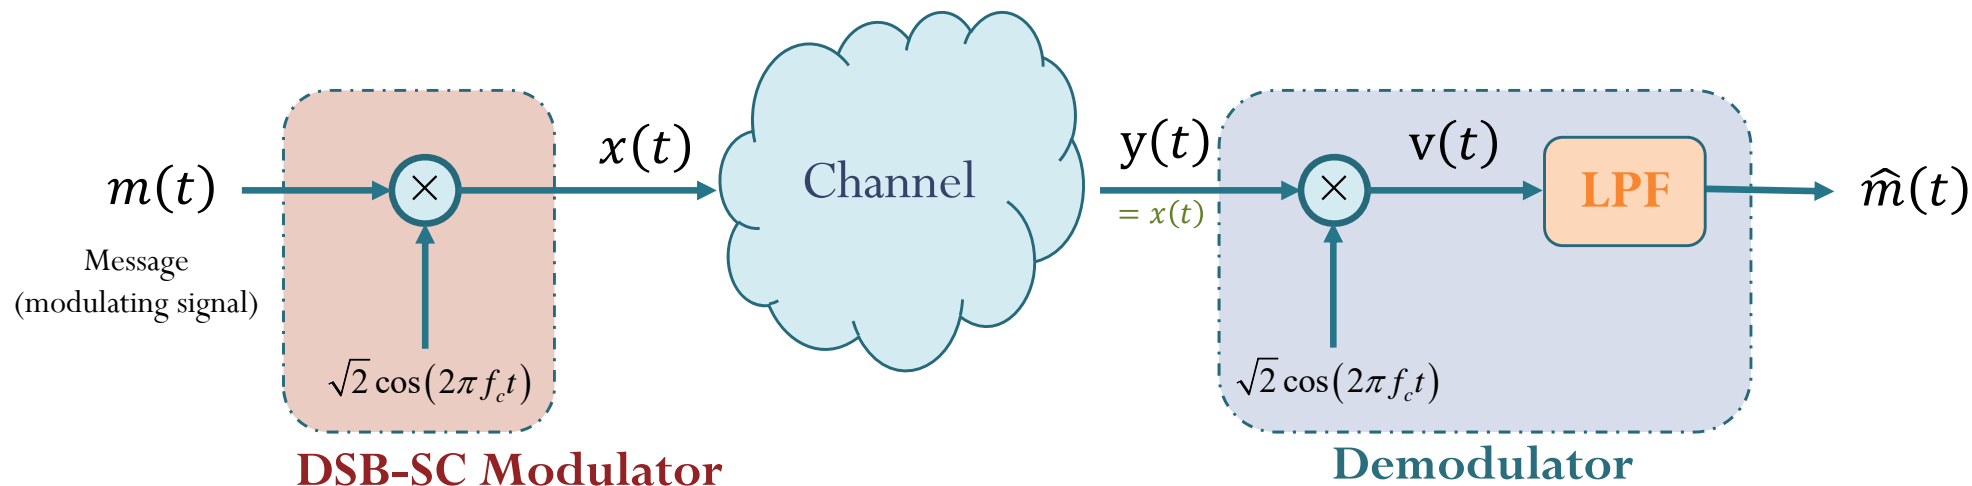 m(t)
Message
(modulating signal)
×
√2 cos(2πf_c t)
DSB-SC Modulator
x(t)
Channel
y(t)
= x(t)
×
√2 cos(2πf_c t)
v(t)
LPF
m̂(t)
Demodulator